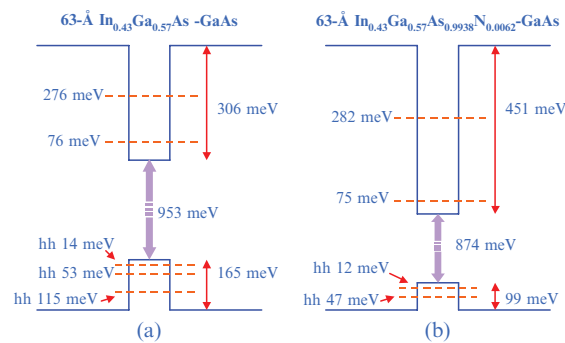 63-Å In0.43Ga0.57As -GaAs
276 meV
306 meV
76 meV
953 meV
hh 14 meV
hh 53 meV
165 meV
hh 115 meV
(a)
63-Å In0.43Ga0.57As0.9938N0.0062-GaAs
451 meV
282 meV
75 meV
874 meV
hh 12 meV
hh 47 meV
99 meV
(b)